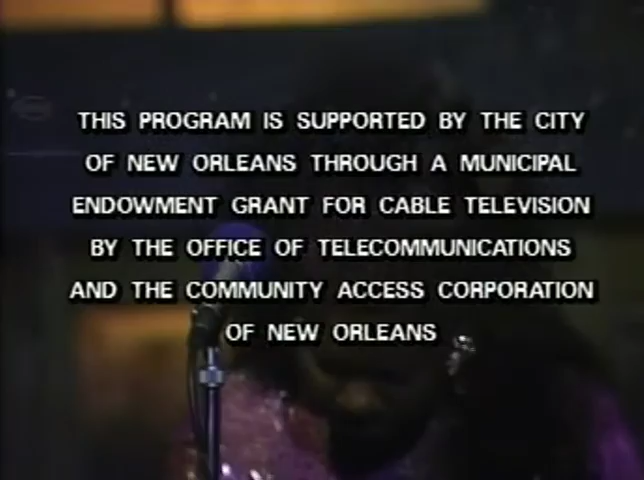 THIS PROGRAM IS SUPPORTED BY THE CITY
OF NEW ORLEANS THROUGH A MUNICIPAL
ENDOWMENT GRANT FOR CABLE TELEVISION
BY THE OFFICE OF TELECOMMUNICATIONS
AND THE COMMUNITY ACCESS CORPORATION
OF NEW ORLEANS